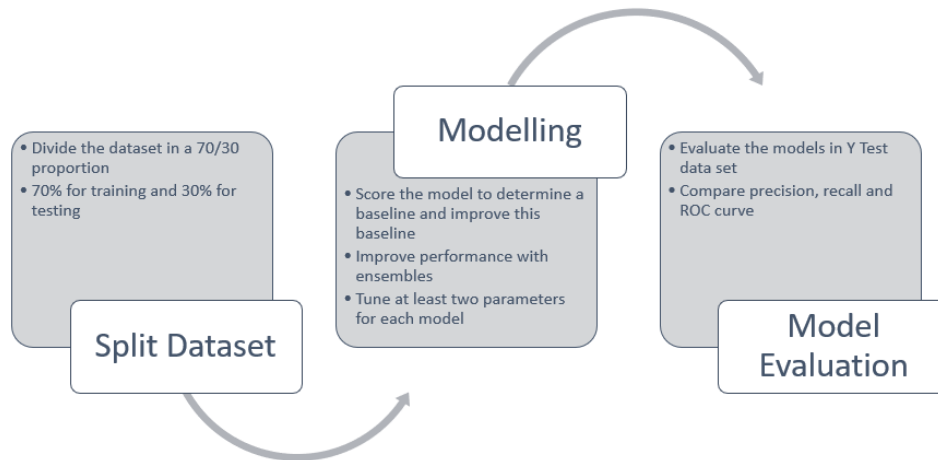 • Divide the dataset in a 70/30
proportion
• 70% for training and 30% for
testing
Split Dataset
Modelling
• Score the model to determine a
baseline and improve this
baseline
• Improve performance with
ensembles
• Tune at least two parameters
for each model
• Evaluate the models in Y Test
data set
• Compare precision, recall and
ROC curve
Model
Evaluation